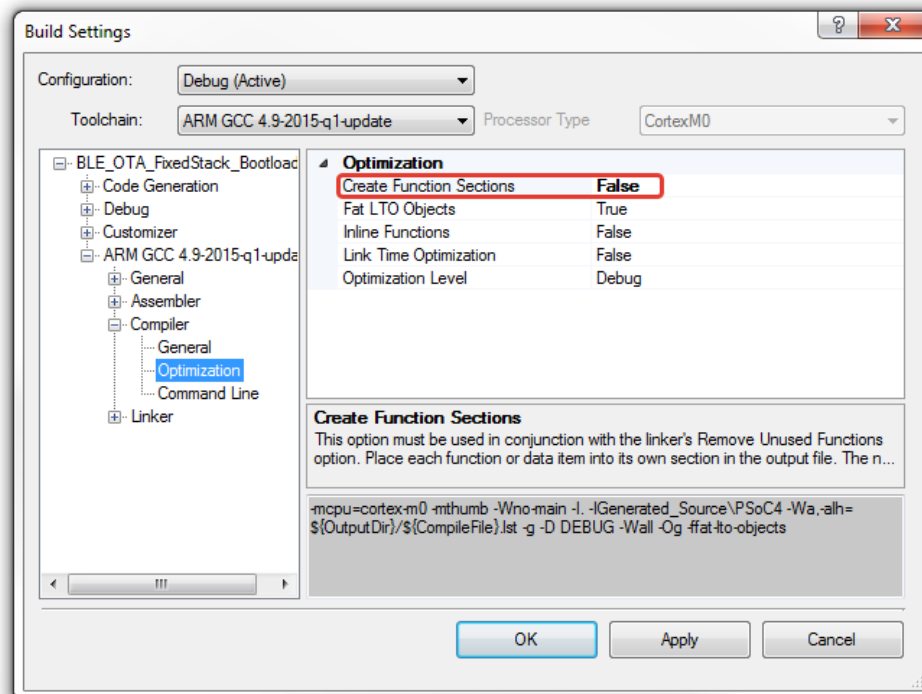 Build Settings
Configuration: Debug (Active)
Toolchain: ARM GCC 4.9-2015-q1-update Processor Type CortexM0
BLE_OTA_FixedStack_Bootload
Code Generation
Debug
Customizer
ARM GCC 4.9-2015-q1-upda
General
Assembler
Compiler
General
Optimization
Command Line
Linker
Optimization
Create Function Sections False
Fat LTO Objects True
Inline Functions False
Link Time Optimization False
Optimization Level Debug
Create Function Sections
This option must be used in conjunction with the linker's Remove Unused Functions
option. Place each function or data item into its own section in the output file. The n...
-mcpu=cortex-m0 -mthumb -Wno-main -I. -IGenerated_Source\PSoC4 -Wa,-alh=
${OutputDir}/${CompileFile}.lst -g -D DEBUG -Wall -Og -ffat-lto-objects
OK Apply Cancel